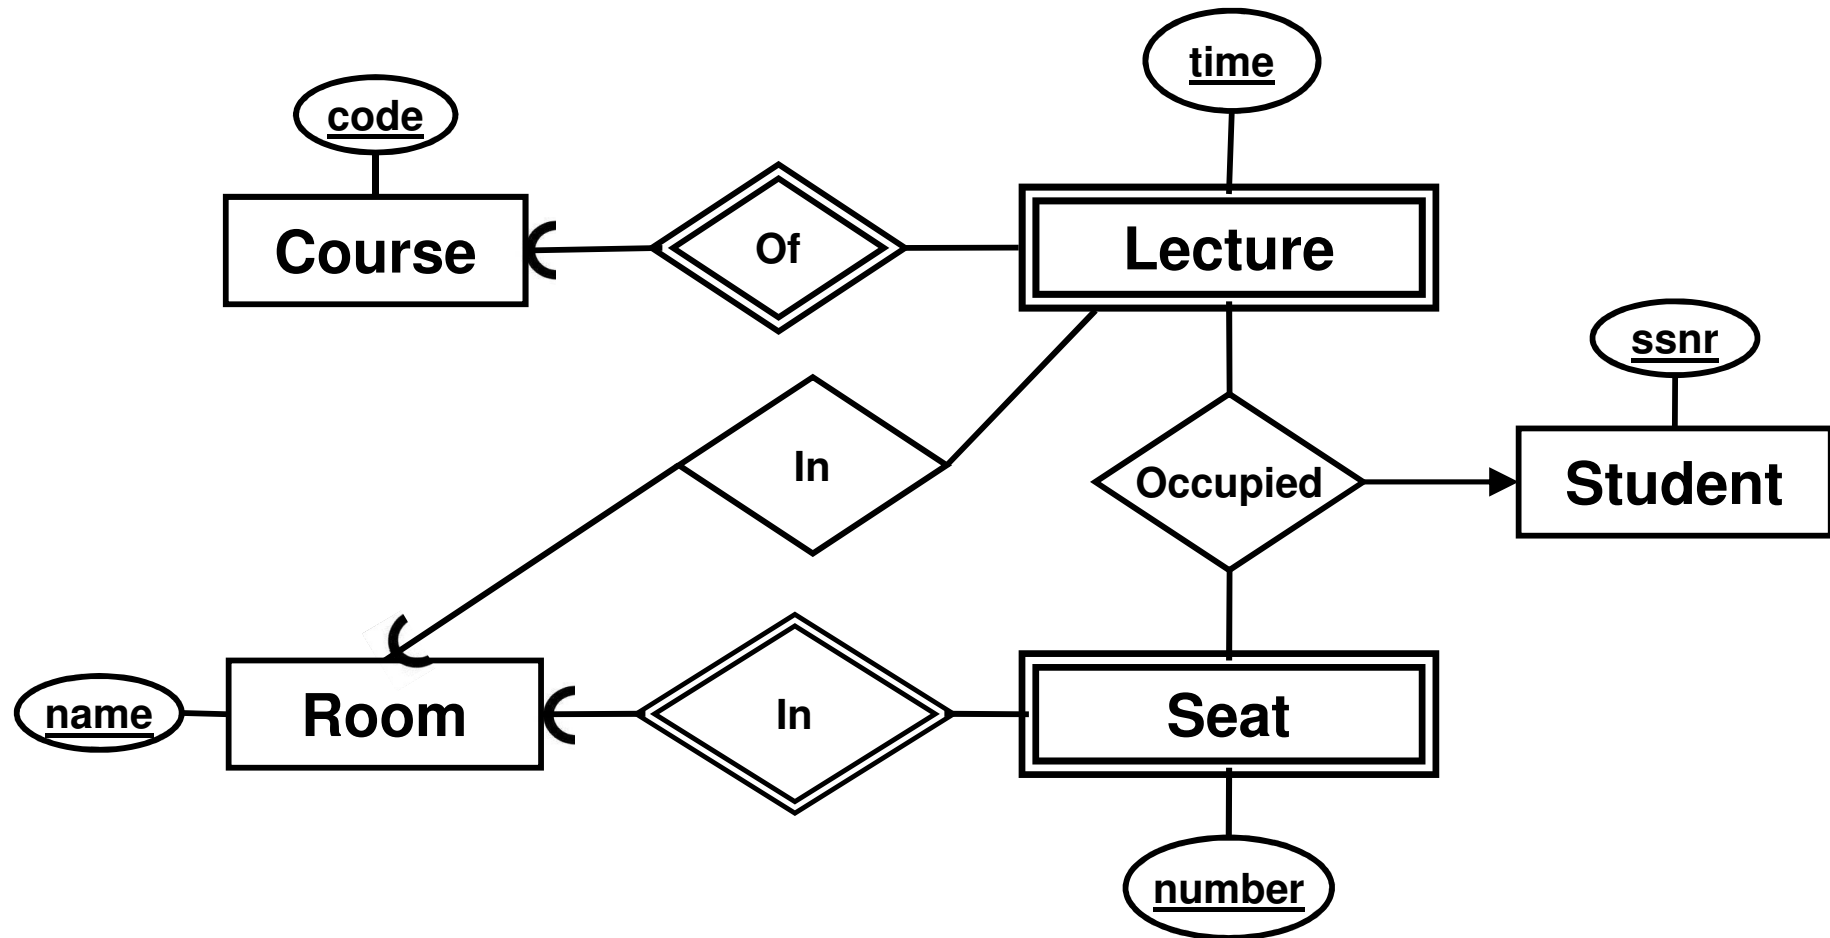 time
code
Course
Of
Lecture
ssnr
In
Occupied
Student
name
Room
In
Seat
number